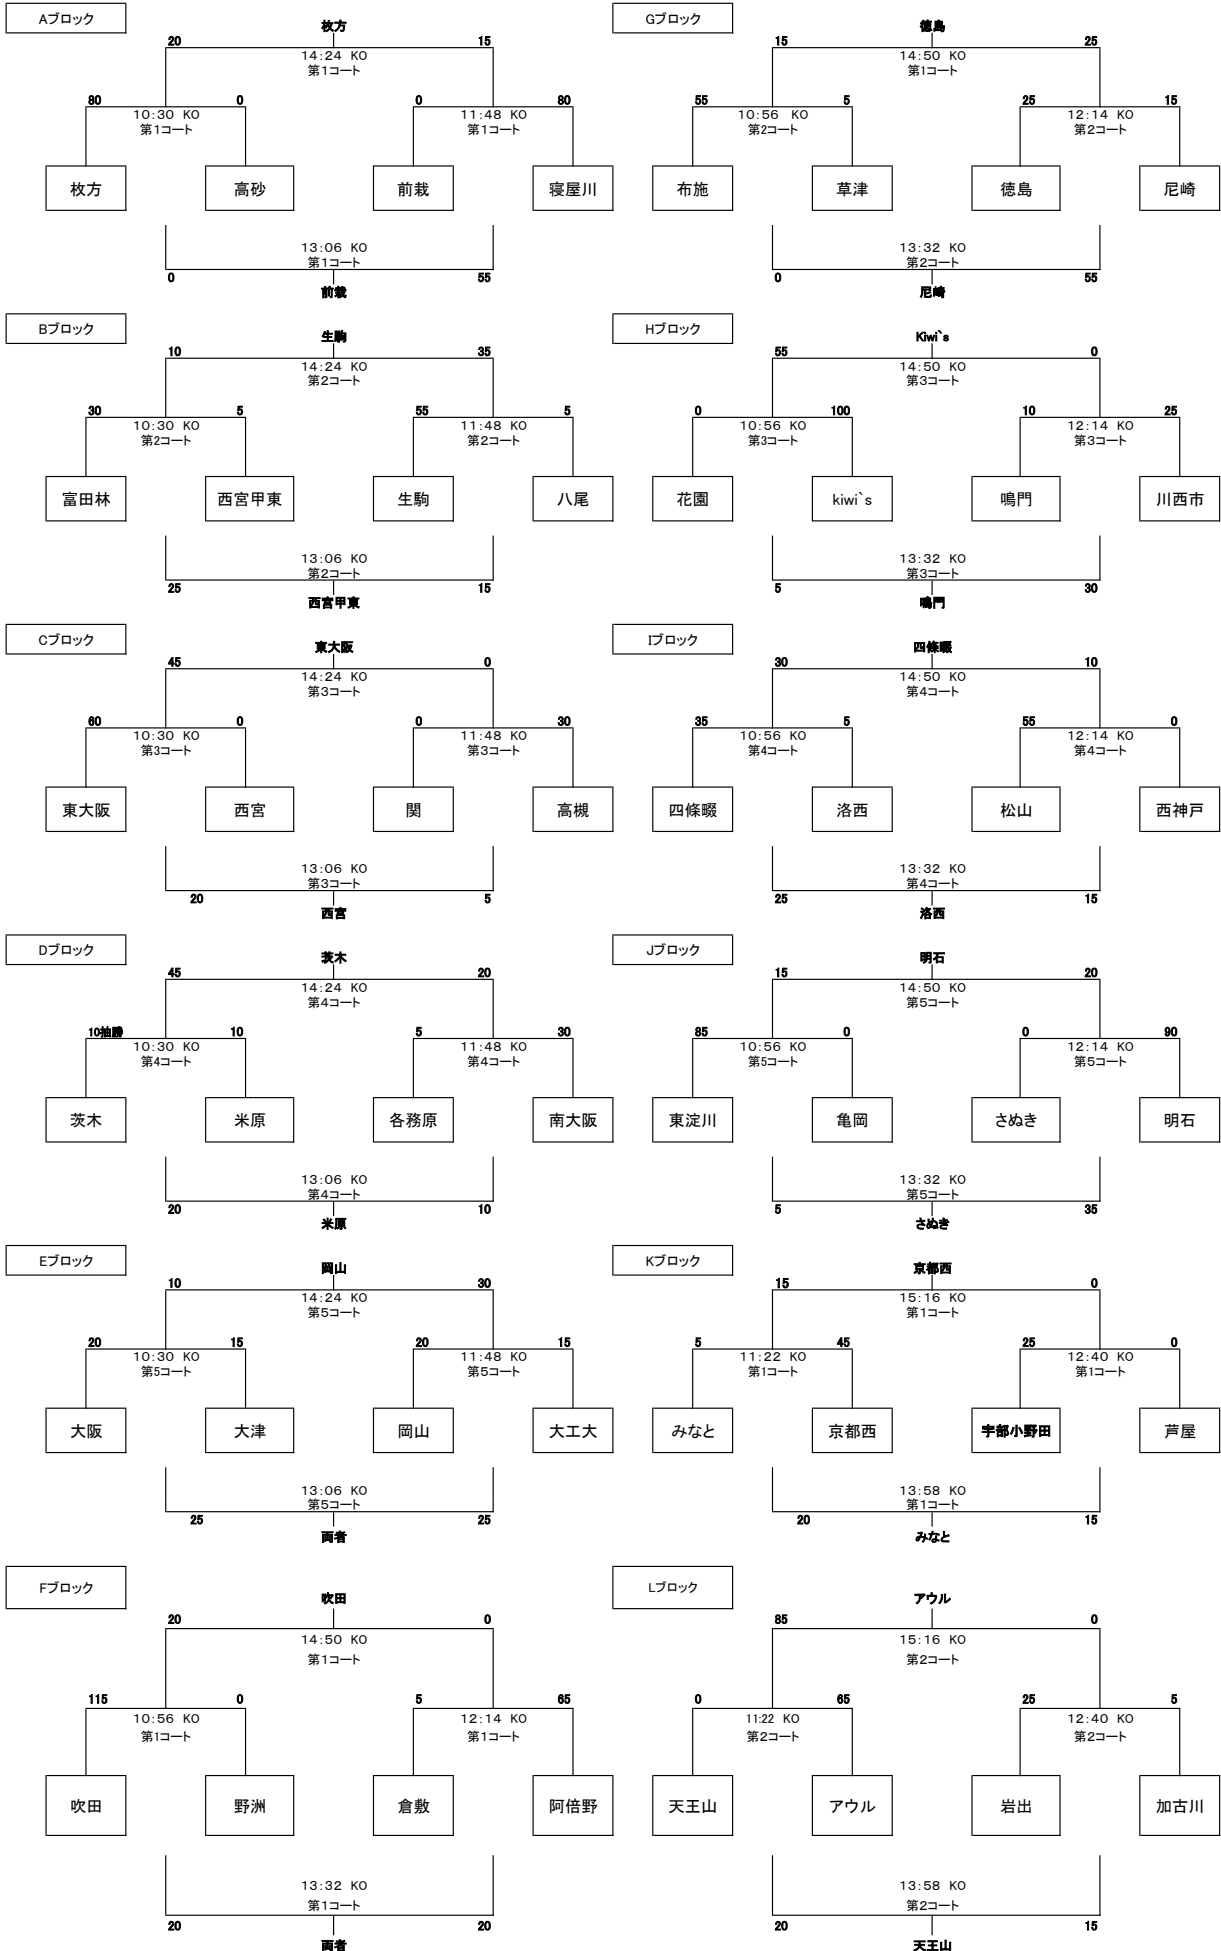 Aブロック
枚方
20 15
14:24 KO
第1コート
80 0 0 80
10:30 KO 11:48 KO
第1コート 第1コート
枚方 高砂 前栽 寝屋川
13:06 KO
第1コート
0 55
前栽
Gブロック
徳島
15 25
14:50 KO
第1コート
55 5 25 15
10:56 KO 12:14 KO
第2コート 第2コート
布施 草津 徳島 尼崎
13:32 KO
第2コート
0 55
尼崎
Bブロック
生駒
10 35
14:24 KO
第2コート
30 5 55 5
10:30 KO 11:48 KO
第2コート 第2コート
富田林 西宮甲東 生駒 八尾
13:06 KO
第2コート
25 15
西宮甲東
Hブロック
Kiwi`s
55 0
14:50 KO
第3コート
0 100 10 25
10:56 KO 12:14 KO
第3コート 第3コート
花園 kiwi`s 鳴門 川西市
13:32 KO
第3コート
5 30
鳴門
Cブロック
東大阪
45 0
14:24 KO
第3コート
60 0 0 30
10:30 KO 11:48 KO
第3コート 第3コート
東大阪 西宮 関 高槻
13:06 KO
第3コート
20 5
西宮
Iブロック
四條畷
30 10
14:50 KO
第4コート
35 5 55 0
10:56 KO 12:14 KO
第4コート 第4コート
四條畷 洛西 松山 西神戸
13:32 KO
第4コート
25 15
洛西
Dブロック
茨木
45 20
14:24 KO
第4コート
10抽勝 10 5 30
10:30 KO 11:48 KO
第4コート 第4コート
茨木 米原 各務原 南大阪
13:06 KO
第4コート
20 10
米原
Jブロック
明石
15 20
14:50 KO
第5コート
85 0 0 90
10:56 KO 12:14 KO
第5コート 第5コート
東淀川 亀岡 さぬき 明石
13:32 KO
第5コート
5 35
さぬき
Eブロック
岡山
10 30
14:24 KO
第5コート
20 15 20 15
10:30 KO 11:48 KO
第5コート 第5コート
大阪 大津 岡山 大工大
13:06 KO
第5コート
25 25
両者
Kブロック
京都西
15 0
15:16 KO
第1コート
5 45 25 0
11:22 KO 12:40 KO
第1コート 第1コート
みなと 京都西 宇部小野田 芦屋
13:58 KO
第1コート
20 15
みなと
Fブロック
吹田
20 0
14:50 KO
第1コート
115 0 5 65
10:56 KO 12:14 KO
第1コート 第1コート
吹田 野洲 倉敷 阿倍野
13:32 KO
第1コート
20 20
両者
Lブロック
アウル
85 0
15:16 KO
第2コート
0 65 25 5
11:22 KO 12:40 KO
第2コート 第2コート
天王山 アウル 岩出 加古川
13:58 KO
第2コート
20 15
天王山